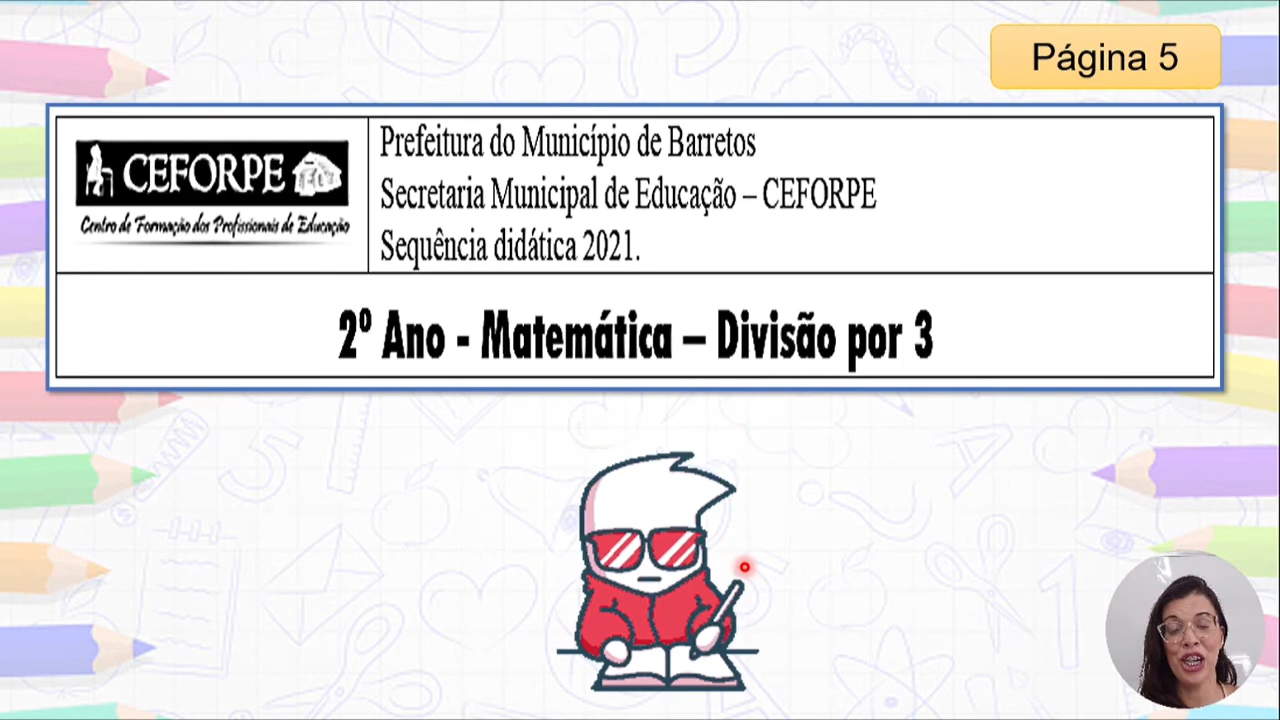 Página 5
CEFORPE
Centro de Formação dos Profissionais de Educação
Prefeitura do Município de Barretos
Secretaria Municipal de Educação – CEFORPE
Sequência didática 2021.
2º Ano - Matemática – Divisão por 3